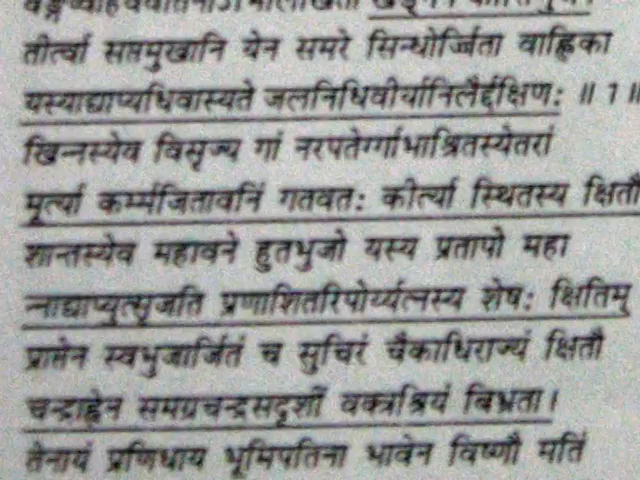 तीर्त्वा सप्तमुखानि येन समरे सिन्धोर्ज्जिता वाह्लिका
यस्याद्याप्यधिवास्यते जलनिधिवीर्यानिलैर्द्दक्षिणः ॥ 1 ॥
खिन्नस्येव विसृज्य गां नरपतेर्ग्गाभाश्रितस्येतरां
मूर्त्या कर्म्मजितावनिं गतवतः कीर्त्या स्थितस्य क्षितौ
शान्तस्येव महावने हुतभुजो यस्य प्रतापो महा
न्नाद्याप्युत्सृजति प्रणाशितरिपोर्य्यत्नस्य शेषः क्षितिम्
प्राप्तेन स्वभुजार्जितं च सुचिरं चैकाधिराज्यं क्षितौ
चन्द्राह्वेन समग्रचन्द्रसदृशीं वक्त्रश्रियं बिभ्रता।
तेनायं प्रणिधाय भूमिपतिना भावेन विष्णौ मतिं